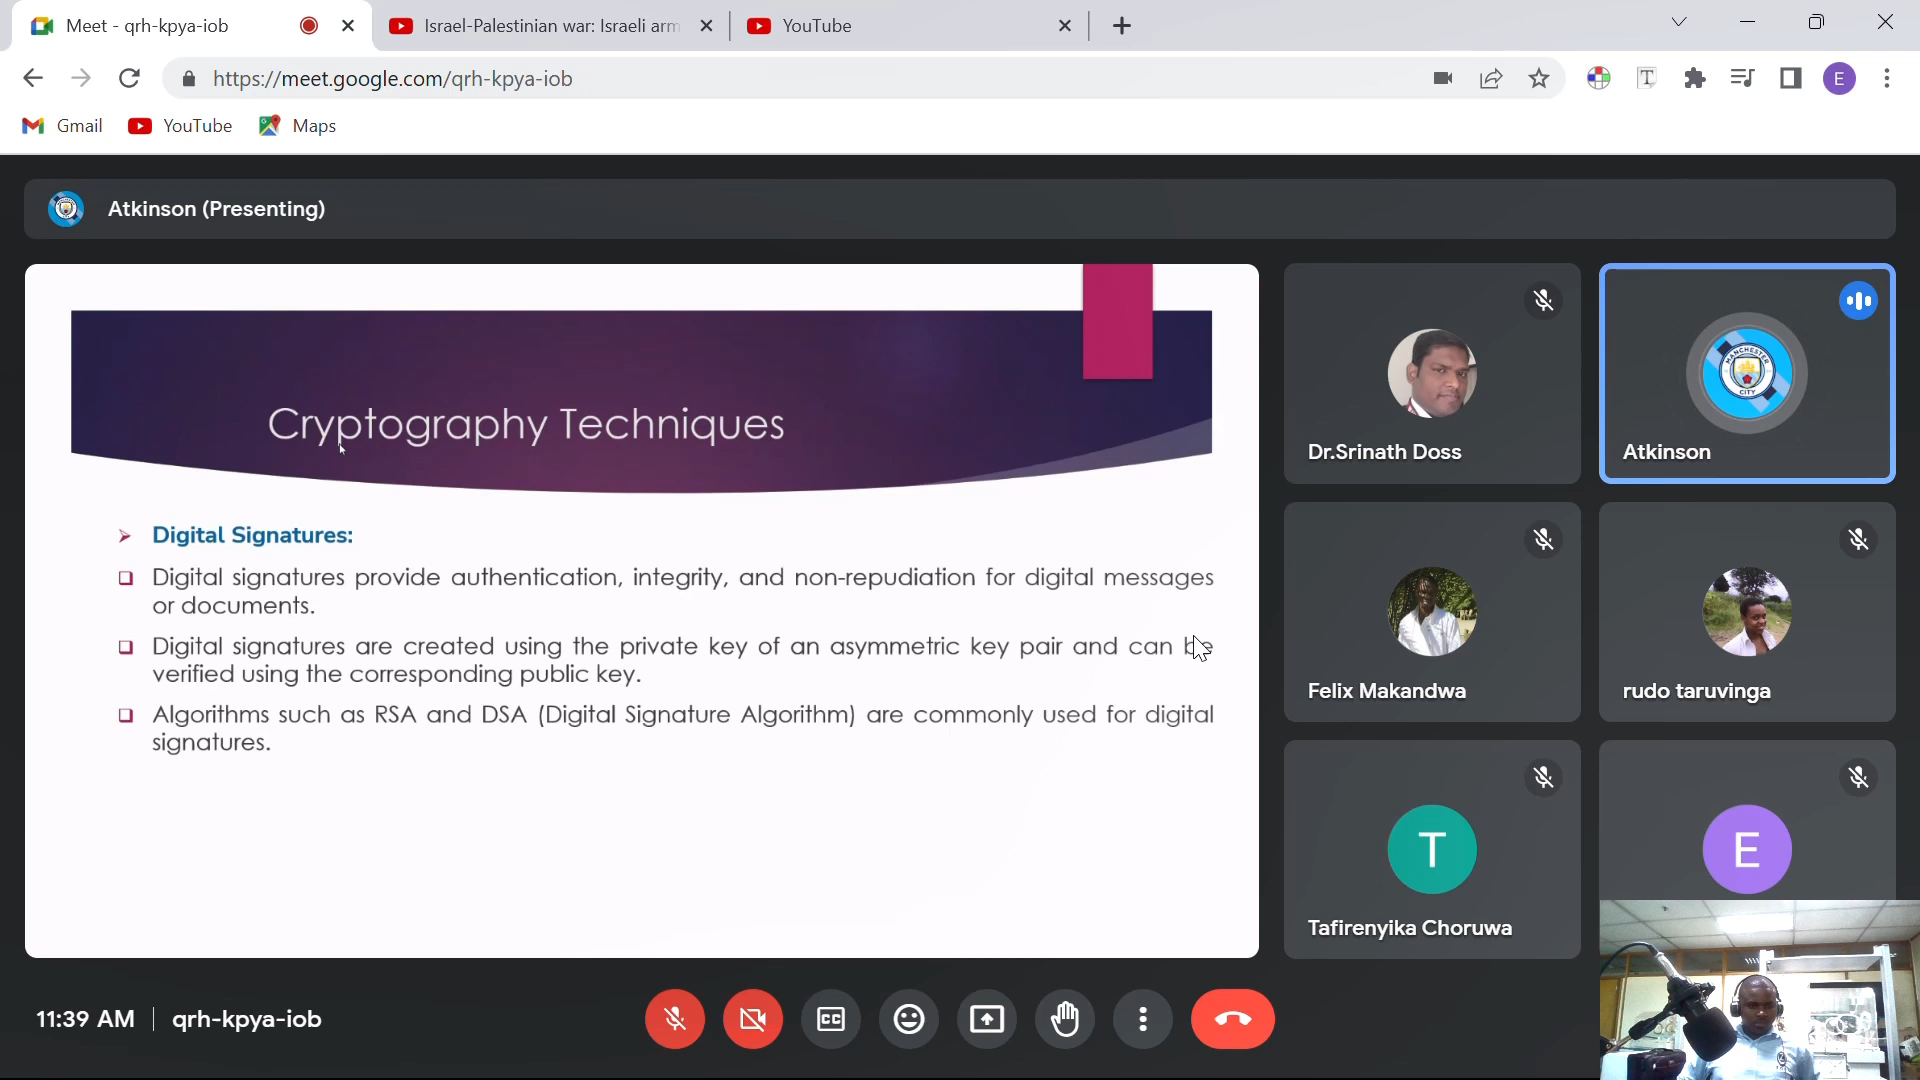 Meet - qrh-kpya-iob
Israel-Palestinian war: Israeli arm
YouTube
https://meet.google.com/qrh-kpya-iob
T
E
Gmail
YouTube
Maps
Atkinson (Presenting)
Cryptography Techniques
Digital Signatures:
Digital signatures provide authentication, integrity, and non-repudiation for digital messages
or documents.
Digital signatures are created using the private key of an asymmetric key pair and can be
verified using the corresponding public key.
Algorithms such as RSA and DSA (Digital Signature Algorithm) are commonly used for digital
signatures.
Dr.Srinath Doss
MANCHESTER
CITY
Atkinson
Felix Makandwa
rudo taruvinga
T
Tafirenyika Choruwa
E
11:39 AM
qrh-kpya-iob
CC